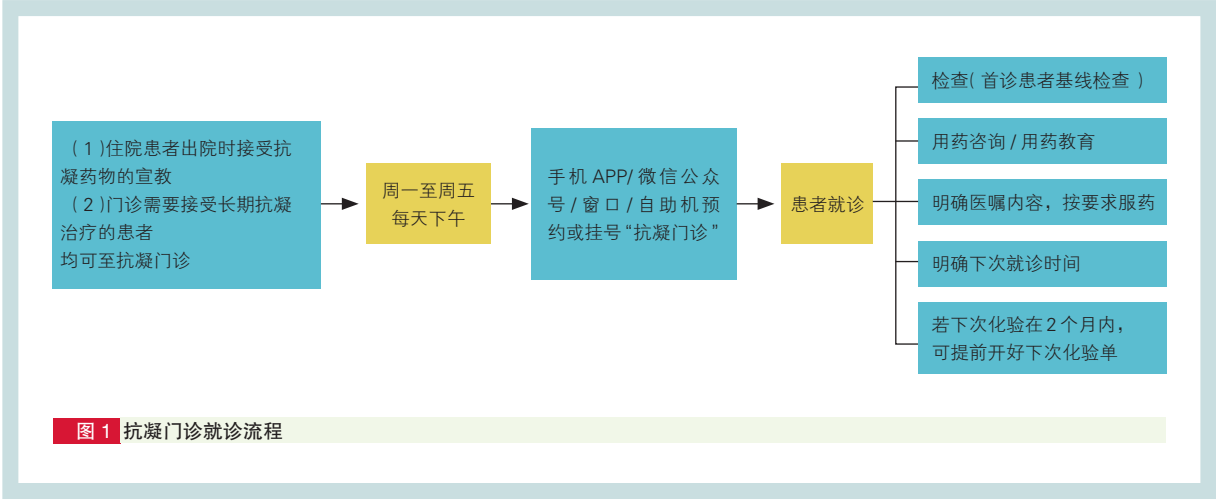 （1）住院患者出院时接受抗
凝药物的宣教
（2）门诊需要接受长期抗凝
治疗的患者
均可至抗凝门诊
周一至周五
每天下午
手机 APP/ 微信公众
号 / 窗口 / 自助机预
约或挂号“抗凝门诊”
患者就诊
检查（首诊患者基线检查）
用药咨询 / 用药教育
明确医嘱内容，按要求服药
明确下次就诊时间
若下次化验在 2 个月内，
可提前开好下次化验单
图 1 抗凝门诊就诊流程